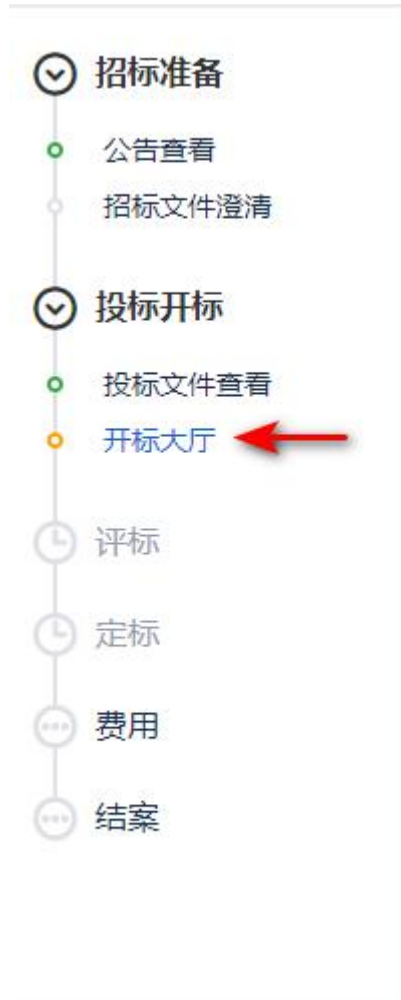 招标准备
公告查看
招标文件澄清
投标开标
投标文件查看
开标大厅
评标
定标
费用
结案